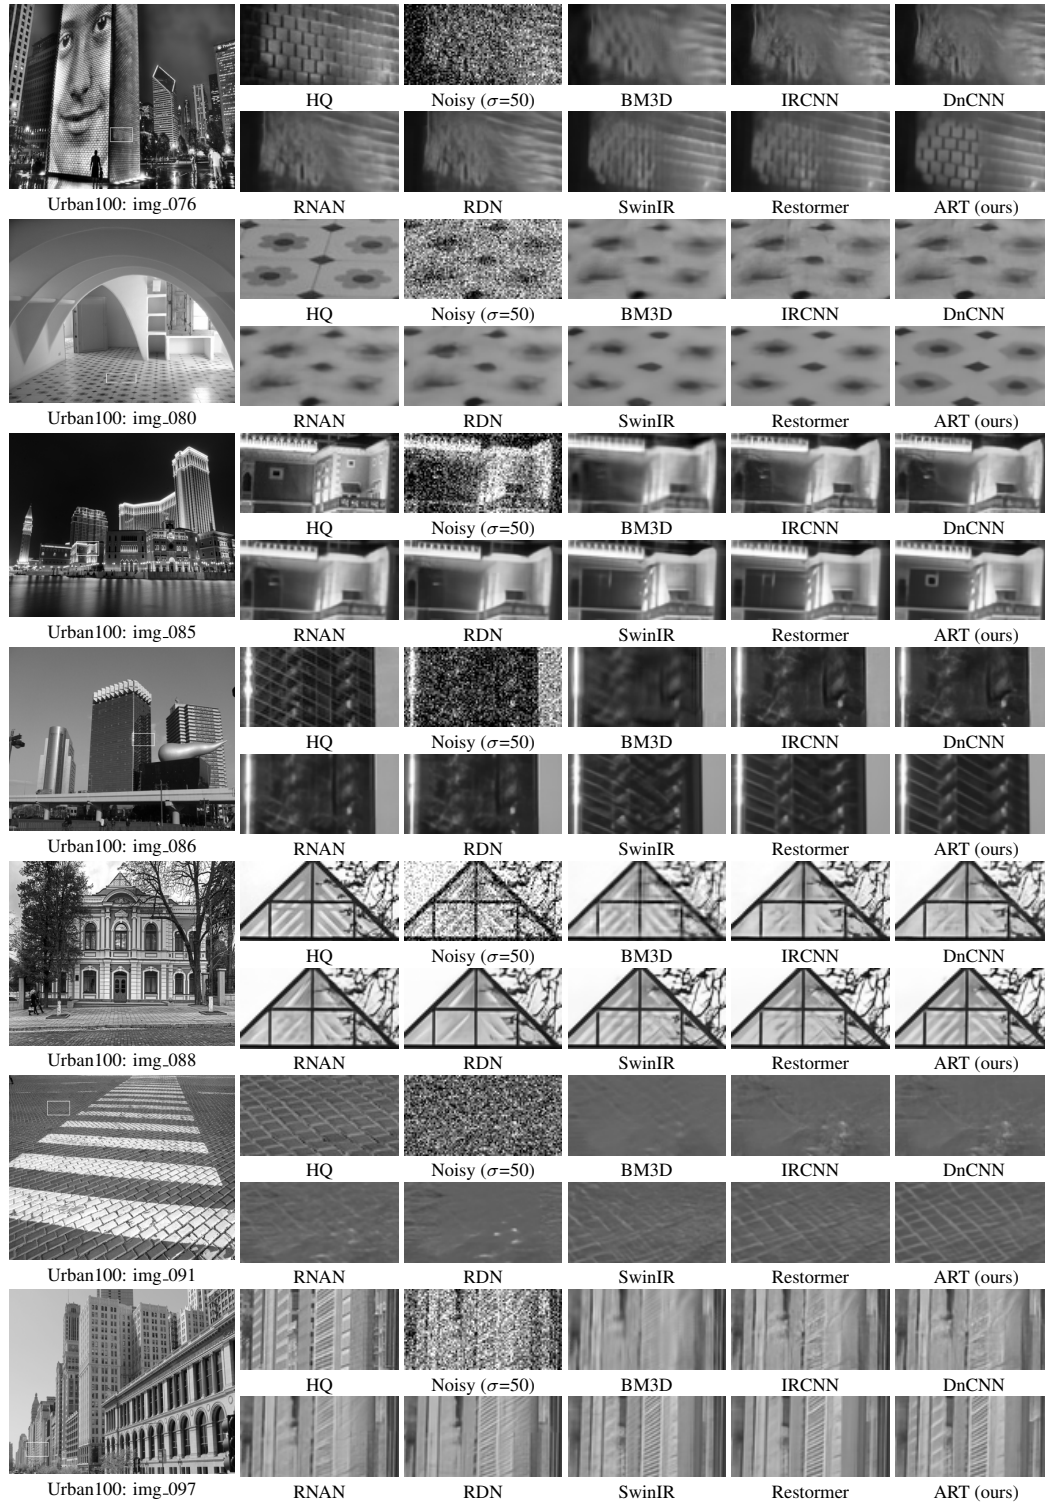 HQ Noisy (σ=50) BM3D IRCNN DnCNN
Urban100: img_076 RNAN RDN SwinIR Restormer ART (ours)
HQ Noisy (σ=50) BM3D IRCNN DnCNN
Urban100: img_080 RNAN RDN SwinIR Restormer ART (ours)
HQ Noisy (σ=50) BM3D IRCNN DnCNN
Urban100: img_085 RNAN RDN SwinIR Restormer ART (ours)
HQ Noisy (σ=50) BM3D IRCNN DnCNN
Urban100: img_086 RNAN RDN SwinIR Restormer ART (ours)
HQ Noisy (σ=50) BM3D IRCNN DnCNN
Urban100: img_088 RNAN RDN SwinIR Restormer ART (ours)
HQ Noisy (σ=50) BM3D IRCNN DnCNN
Urban100: img_091 RNAN RDN SwinIR Restormer ART (ours)
HQ Noisy (σ=50) BM3D IRCNN DnCNN
Urban100: img_097 RNAN RDN SwinIR Restormer ART (ours)